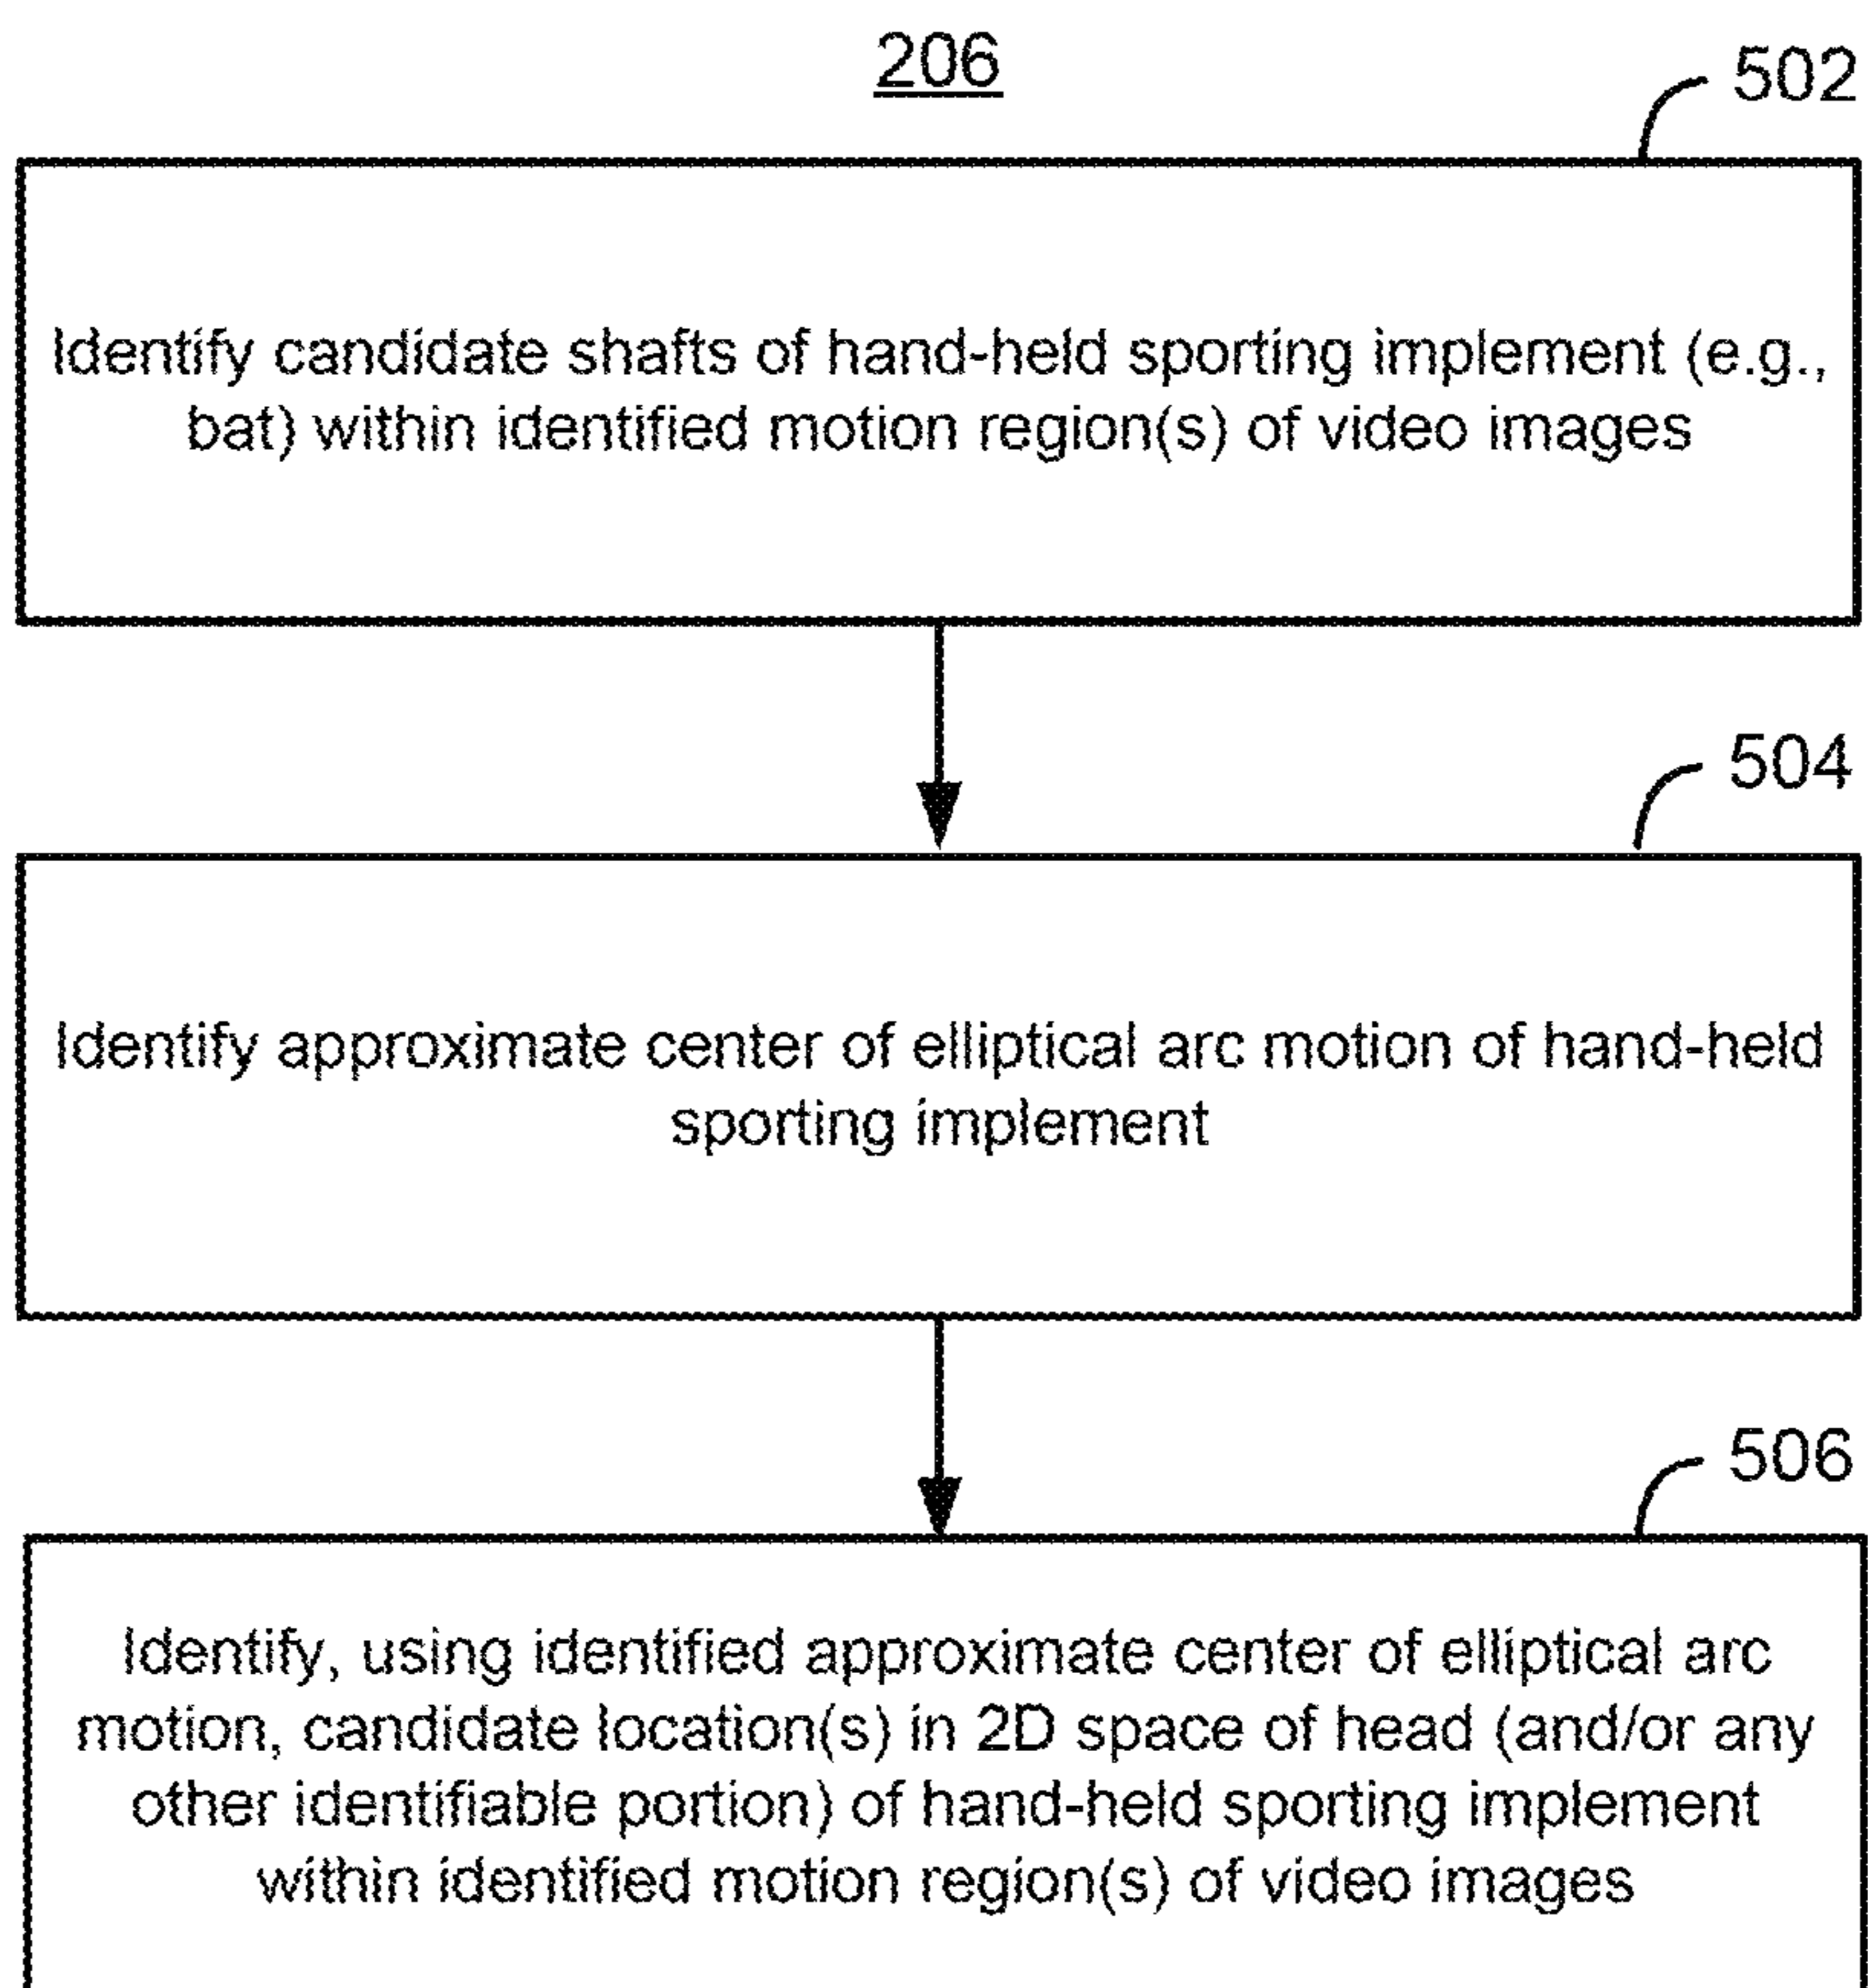 206
502
Identify candidate shafts of hand-held sporting implement (e.g.,
bat) within identified motion region(s) of video images
504
Identify approximate center of elliptical arc motion of hand-held
sporting implement
506
Identify, using identified approximate center of elliptical arc
motion, candidate location(s) in 2D space of head (and/or any
other identifiable portion) of hand-held sporting implement
within identified motion region(s) of video images